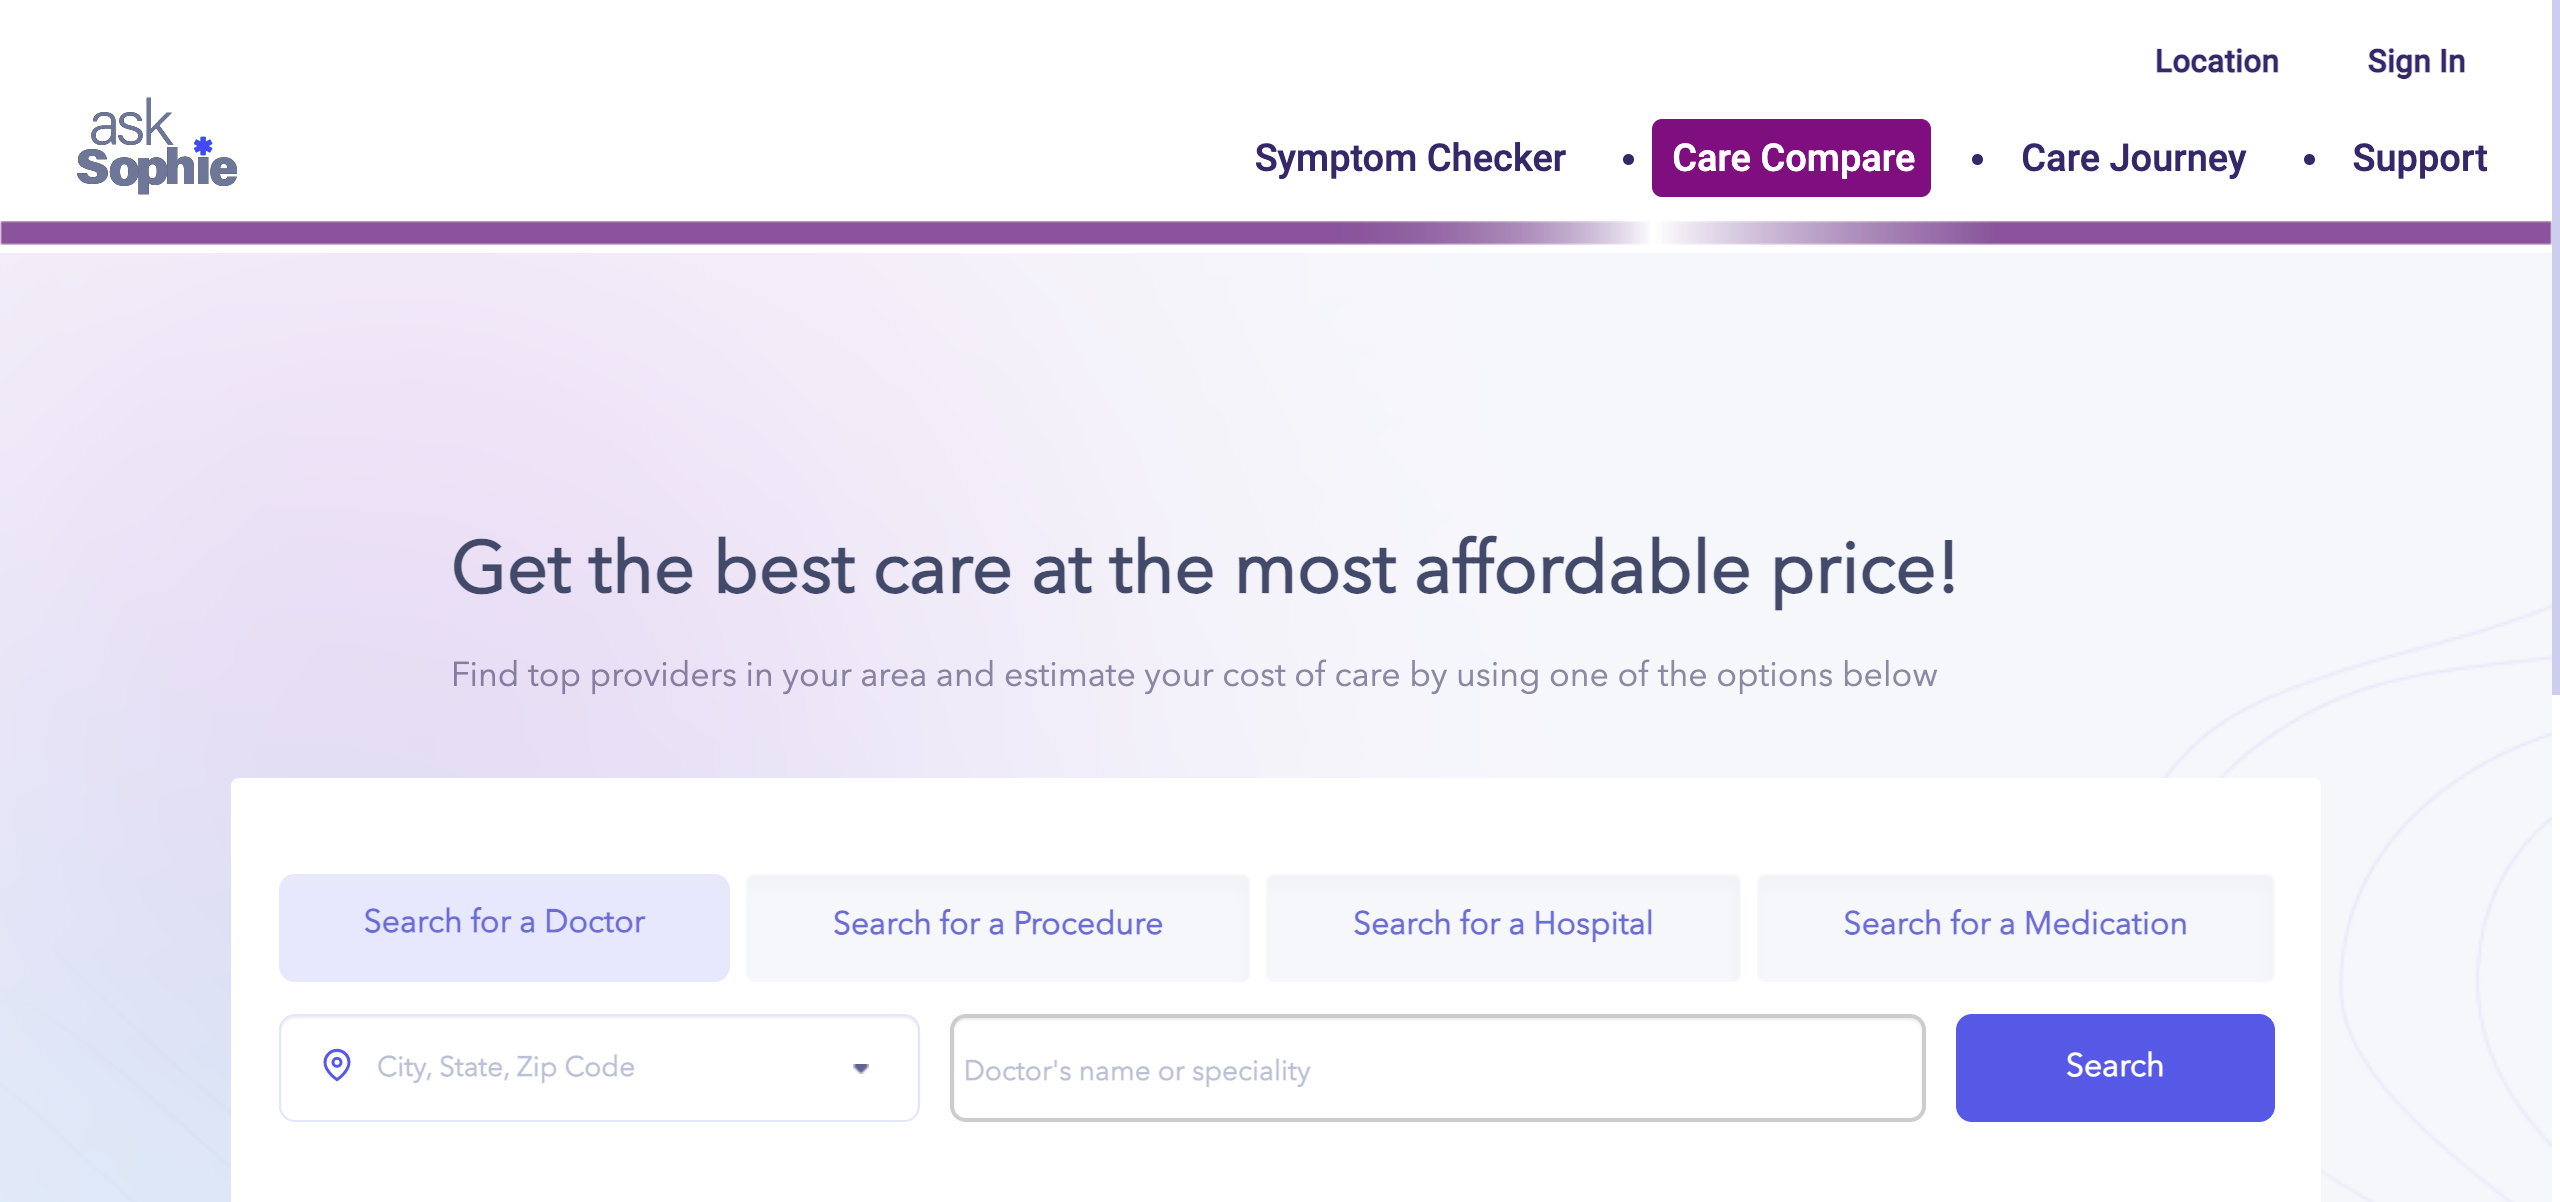 Location Sign In
ask
Sophie
Symptom Checker • Care Compare • Care Journey • Support
Get the best care at the most affordable price!
Find top providers in your area and estimate your cost of care by using one of the options below
Search for a Doctor Search for a Procedure Search for a Hospital Search for a Medication
City, State, Zip Code Doctor's name or speciality Search